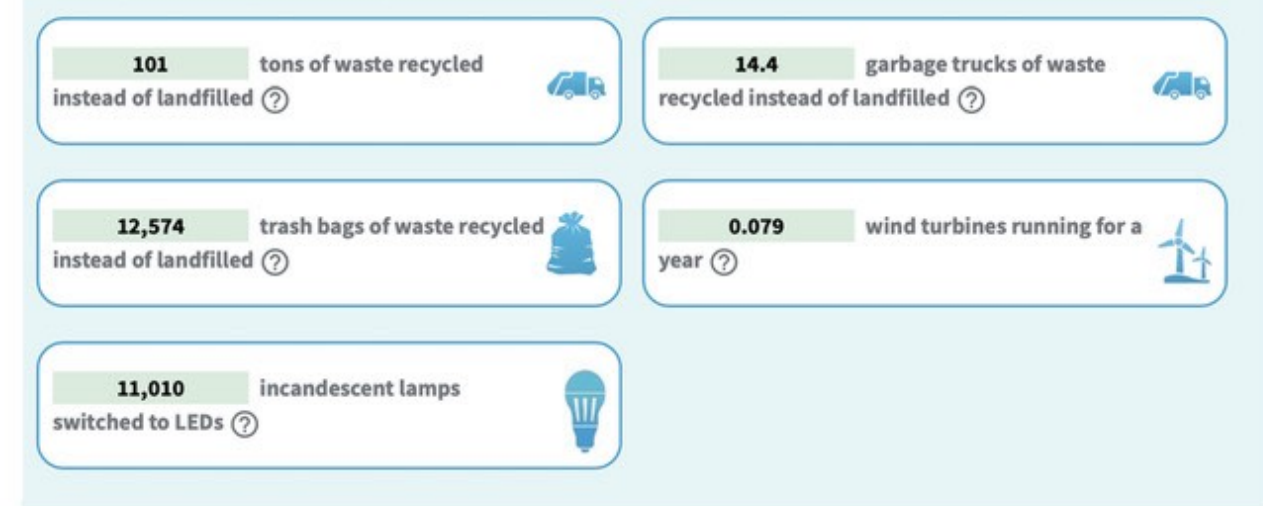 101 tons of waste recycled
instead of landfilled ?
14.4 garbage trucks of waste
recycled instead of landfilled ?
12,574 trash bags of waste recycled
instead of landfilled ?
0.079 wind turbines running for a
year ?
11,010 incandescent lamps
switched to LEDs ?